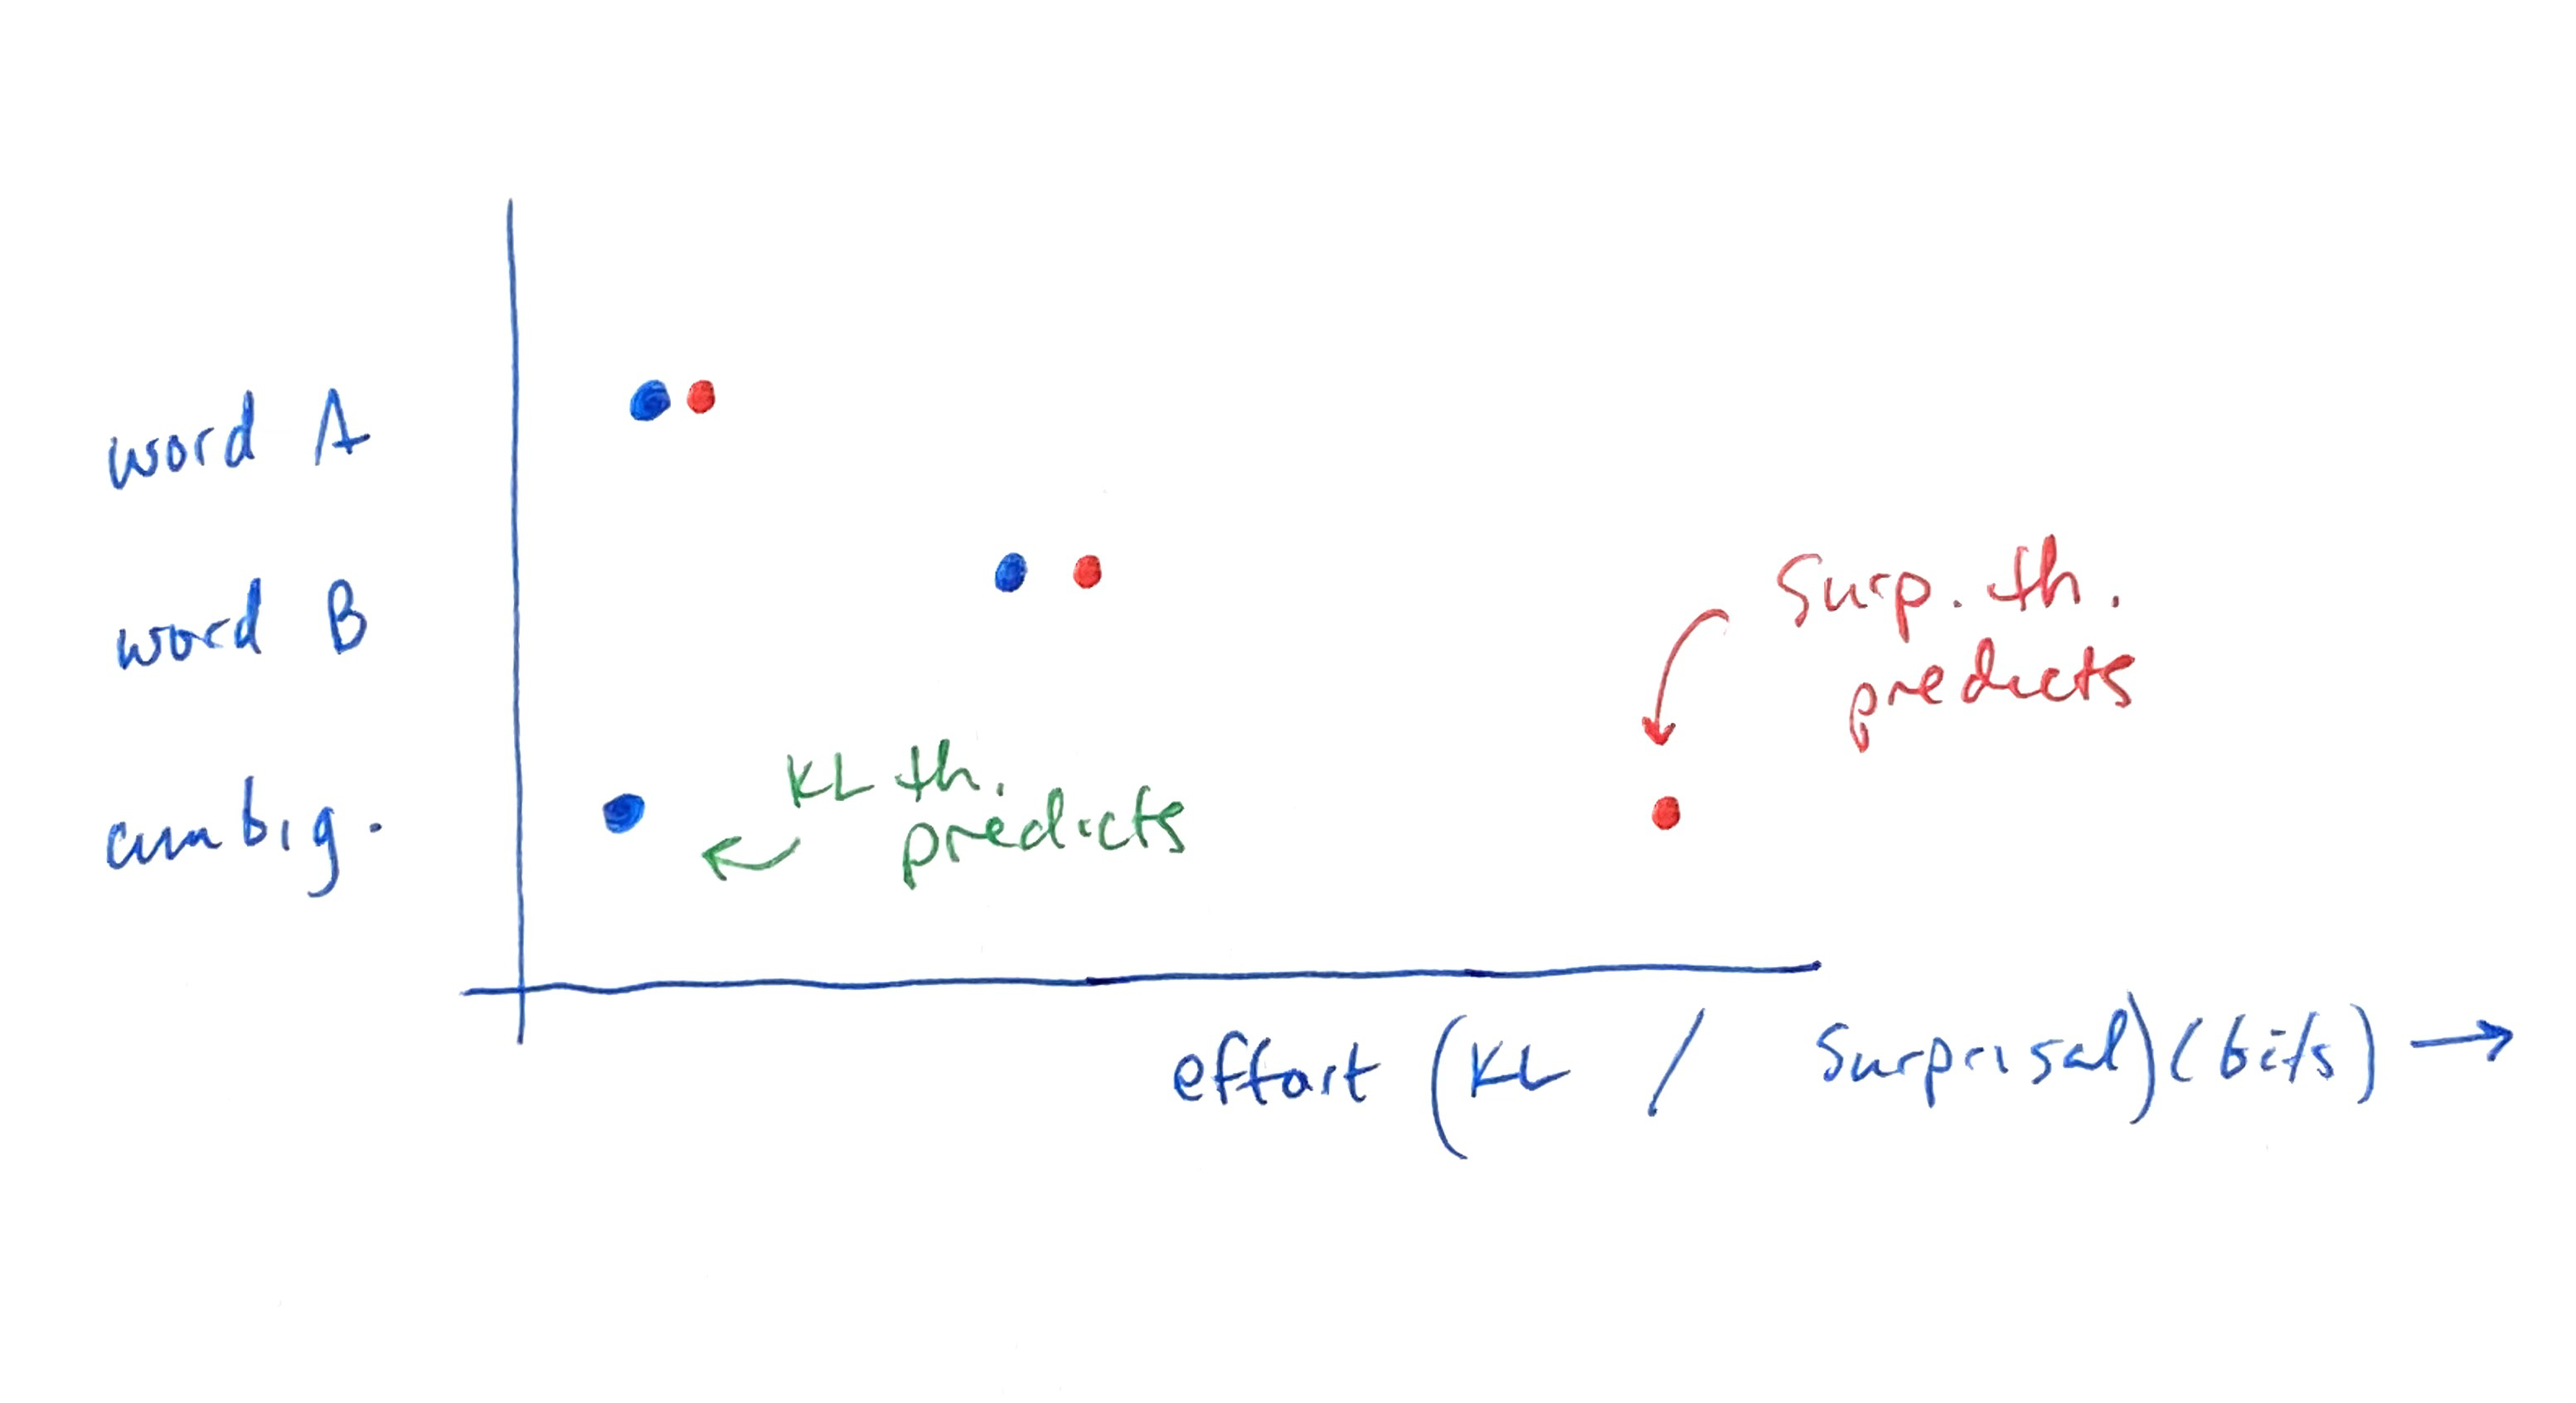 word A
word B
Surp. th.
predicts
KL th.
predicts
ambig.
effort (KL / Surprisal) (bits) →